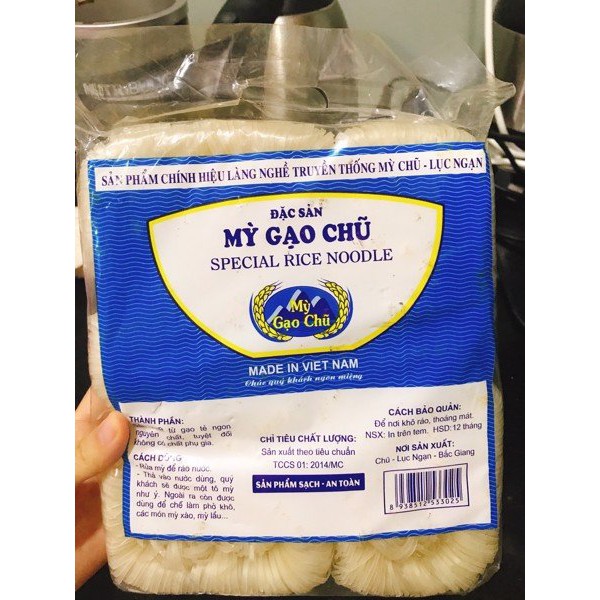 SẢN PHẨM CHÍNH HIỆU LÀNG NGHỀ TRUYỀN THỐNG MỲ CHŨ - LỤC NGẠN
ĐẶC SẢN
MỲ GẠO CHŨ
SPECIAL RICE NOODLE
Mỳ
Gạo Chũ
MADE IN VIET NAM
Chúc quý khách ngon miệng
THÀNH PHẦN:
từ gạo tẻ ngon
nguyên chất, tuyệt đối
không có chất phụ gia.
CÁCH DÙNG
- Rửa mỳ để ráo nước.
- Thả vào nước dùng, quý
khách sẽ được một tô mỳ
như ý. Ngoài ra còn được
dùng để chế làm phở khô,
các món mỳ xào, mỳ lẩu...
CHỈ TIÊU CHẤT LƯỢNG:
Sản xuất theo tiêu chuẩn
TCCS 01: 2014/MC
SẢN PHẨM SẠCH - AN TOÀN
CÁCH BẢO QUẢN:
Để nơi khô ráo, thoáng mát.
NSX: In trên tem. HSD:12 tháng
NƠI SẢN XUẤT:
Chũ - Lục Ngạn - Bắc Giang
8 938512 533025